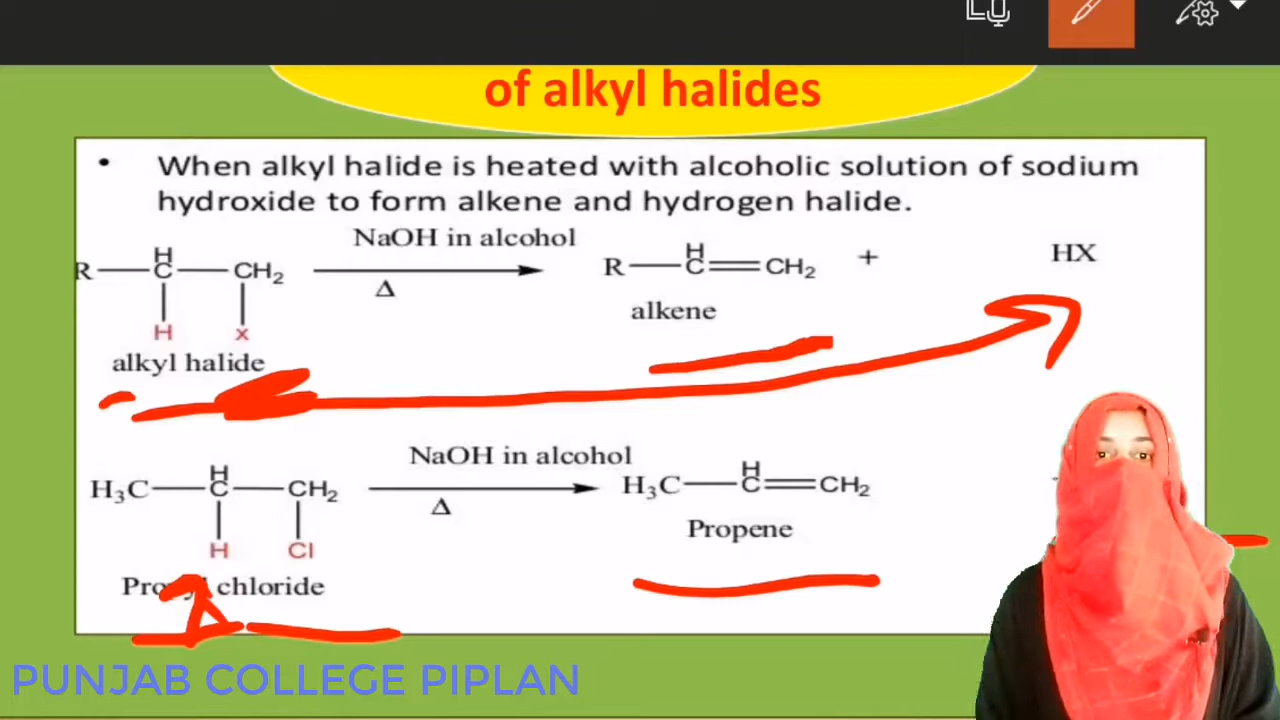 of alkyl halides
• When alkyl halide is heated with alcoholic solution of sodium
hydroxide to form alkene and hydrogen halide.
NaOH in alcohol
H H
R C CH2 R C CH2 + HX
Δ
H X
alkene
alkyl halide
NaOH in alcohol
H H
H3C C CH2 H3C C CH2
Δ
H Cl
Propene
chloride
PUNJAB COLLEGE PIPLAN